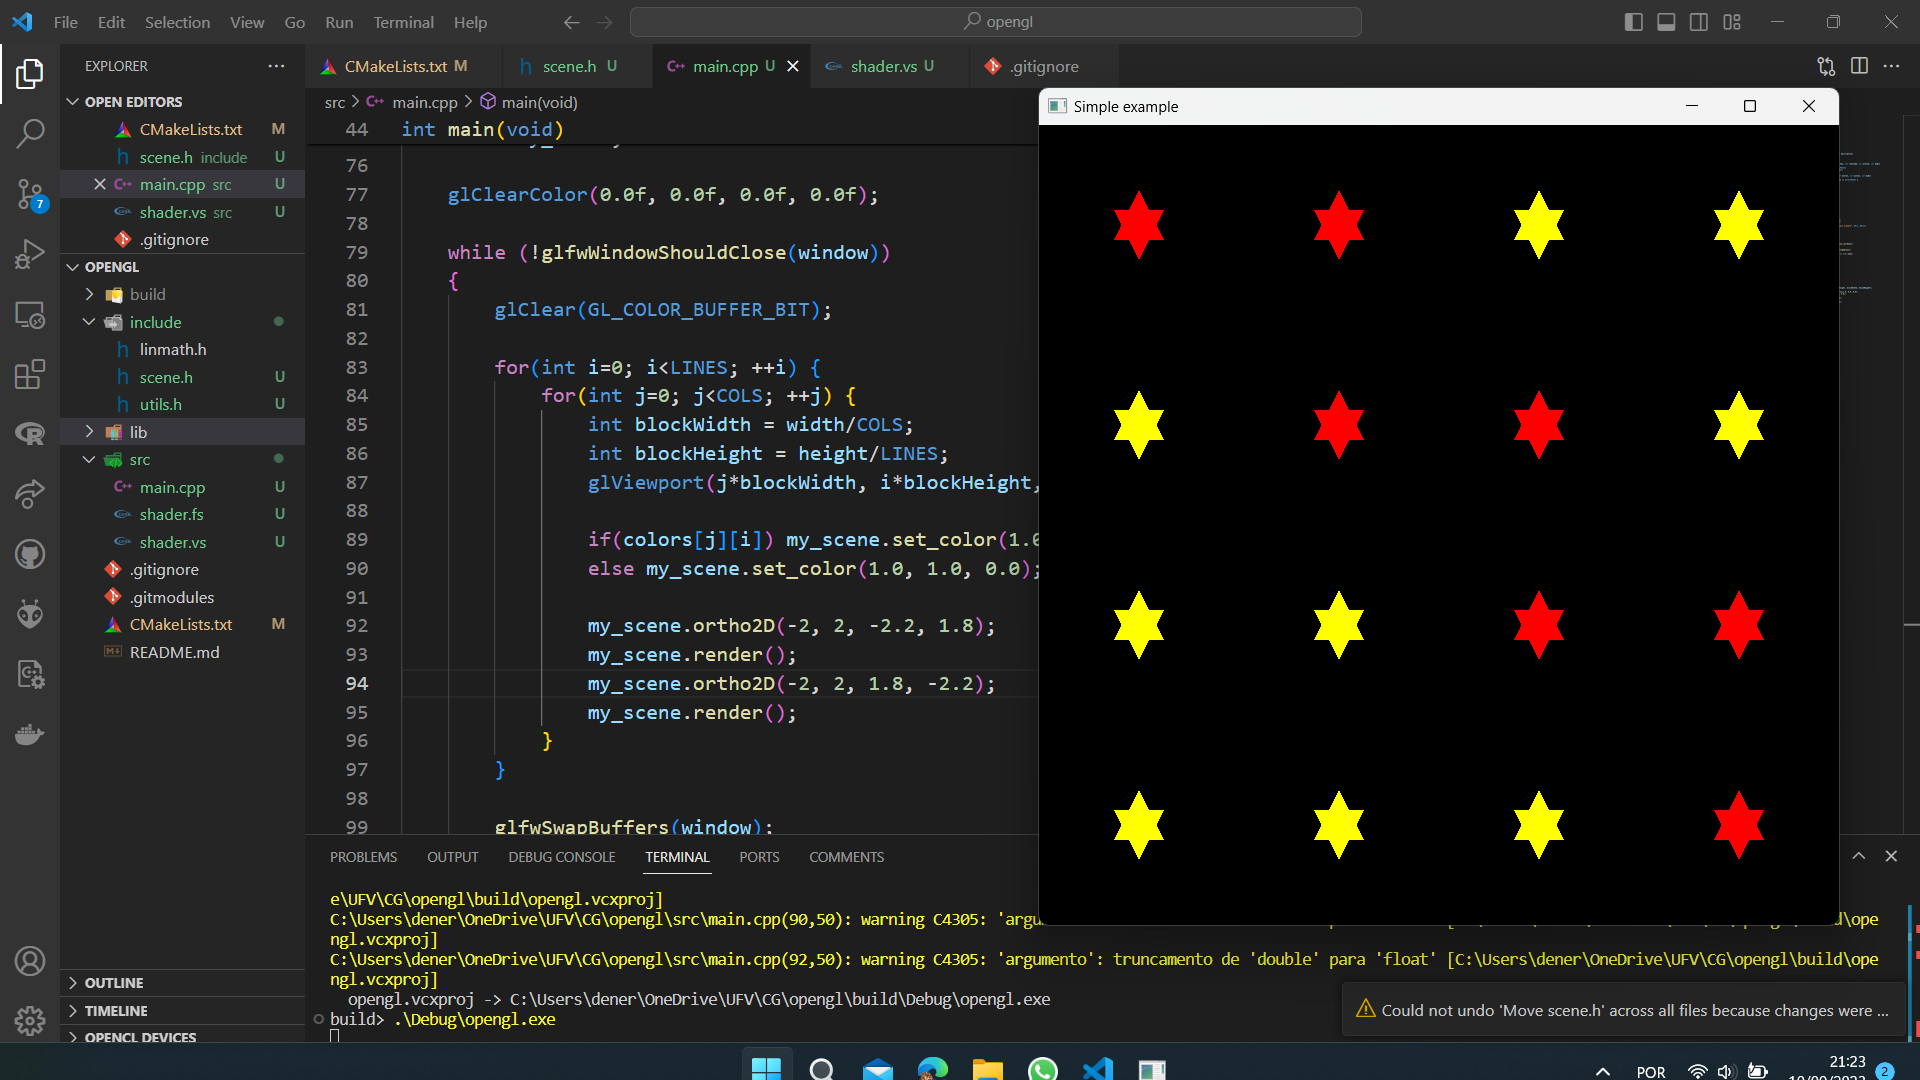 File Edit Selection View Go Run Terminal Help
opengl
EXPLORER
OPEN EDITORS
CMakeLists.txt M
scene.h include U
main.cpp src U
shader.vs src U
.gitignore
OPENGL
build
include
linmath.h
scene.h U
utils.h U
lib
src
main.cpp U
shader.fs U
shader.vs U
.gitignore
.gitmodules
CMakeLists.txt M
README.md
OUTLINE
TIMELINE
OPENCL DEVICES
7
CMakeLists.txt M scene.h U main.cpp U shader.vs U .gitignore
src > main.cpp > main(void)
44 int main(void)
76
77 glClearColor(0.0f, 0.0f, 0.0f, 0.0f);
78
79 while (!glfwWindowShouldClose(window))
80 {
81 glClear(GL_COLOR_BUFFER_BIT);
82
83 for(int i=0; i<LINES; ++i) {
84 for(int j=0; j<COLS; ++j) {
85 int blockWidth = width/COLS;
86 int blockHeight = height/LINES;
87 glViewport(j*blockWidth, i*blockHeight,
88
89 if(colors[j][i]) my_scene.set_color(1.0
90 else my_scene.set_color(1.0, 1.0, 0.0);
91
92 my_scene.ortho2D(-2, 2, -2.2, 1.8);
93 my_scene.render();
94 my_scene.ortho2D(-2, 2, 1.8, -2.2);
95 my_scene.render();
96 }
97 }
98
99 glfwSwapBuffers(window);
Simple example
PROBLEMS OUTPUT DEBUG CONSOLE TERMINAL PORTS COMMENTS
e\UFV\CG\opengl\build\opengl.vcxproj]
C:\Users\dener\OneDrive\UFV\CG\opengl\src\main.cpp(90,50): warning C4305: 'argu ld\ope
ngl.vcxproj]
C:\Users\dener\OneDrive\UFV\CG\opengl\src\main.cpp(92,50): warning C4305: 'argumento': truncamento de 'double' para 'float' [C:\Users\dener\OneDrive\UFV\CG\opengl\build\ope
ngl.vcxproj]
opengl.vcxproj -> C:\Users\dener\OneDrive\UFV\CG\opengl\build\Debug\opengl.exe
build> .\Debug\opengl.exe
Could not undo 'Move scene.h' across all files because changes were ...
POR
21:23
2